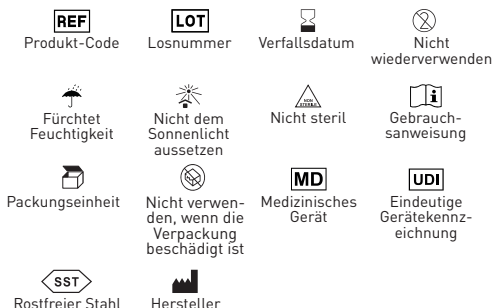 REF LOT
Produkt-Code Losnummer Verfallsdatum Nicht
wiederverwenden
NON
STERILE
Fürchtet Nicht dem Nicht steril Gebrauch-
Feuchtigkeit Sonnenlicht sanweisung
aussetzen
MD UDI
Packungseinheit Nicht verwen- Medizinisches Eindeutige
den, wenn die Gerät Gerätekennz-
Verpackung eichnung
beschädigt ist
SST
Rostfreier Stahl Hersteller